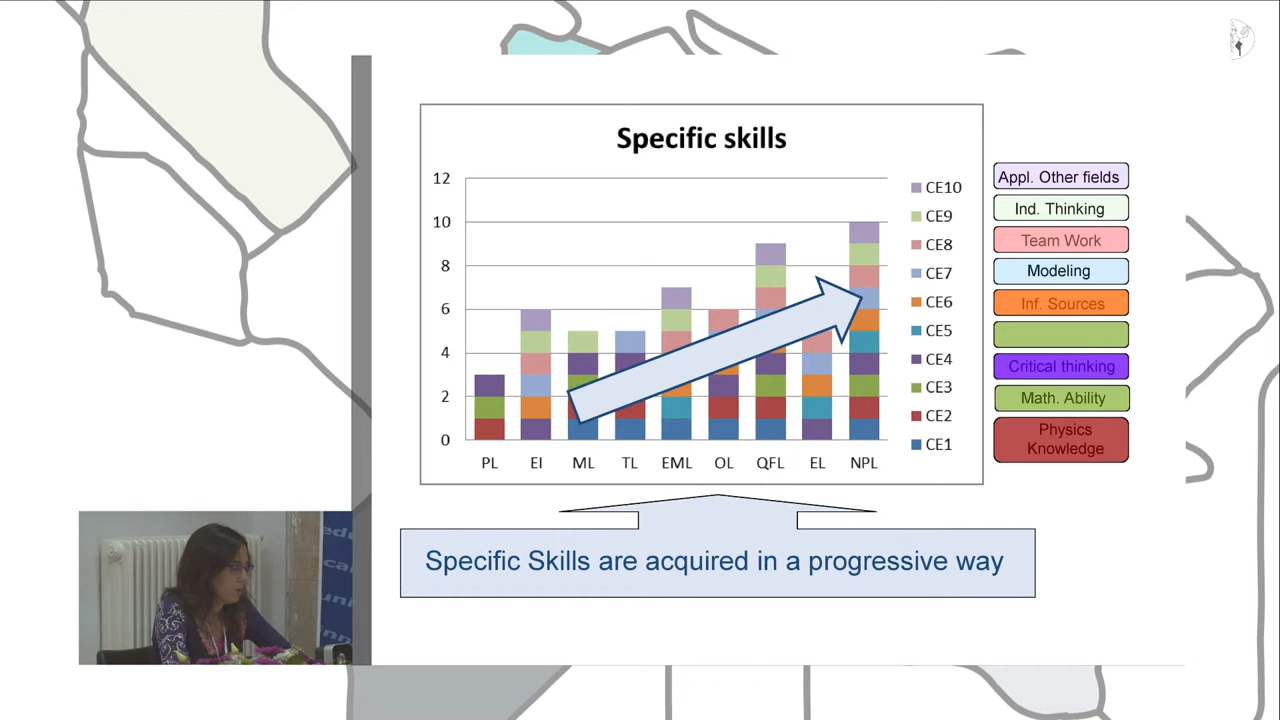 Specific skills
12
10
8
6
4
2
0
PL EI ML TL EML OL QFL EL NPL
CE10
CE9
CE8
CE7
CE6
CE5
CE4
CE3
CE2
CE1
Appl. Other fields
Ind. Thinking
Team Work
Modeling
Inf. Sources
Critical thinking
Math. Ability
Physics
Knowledge
Specific Skills are acquired in a progressive way